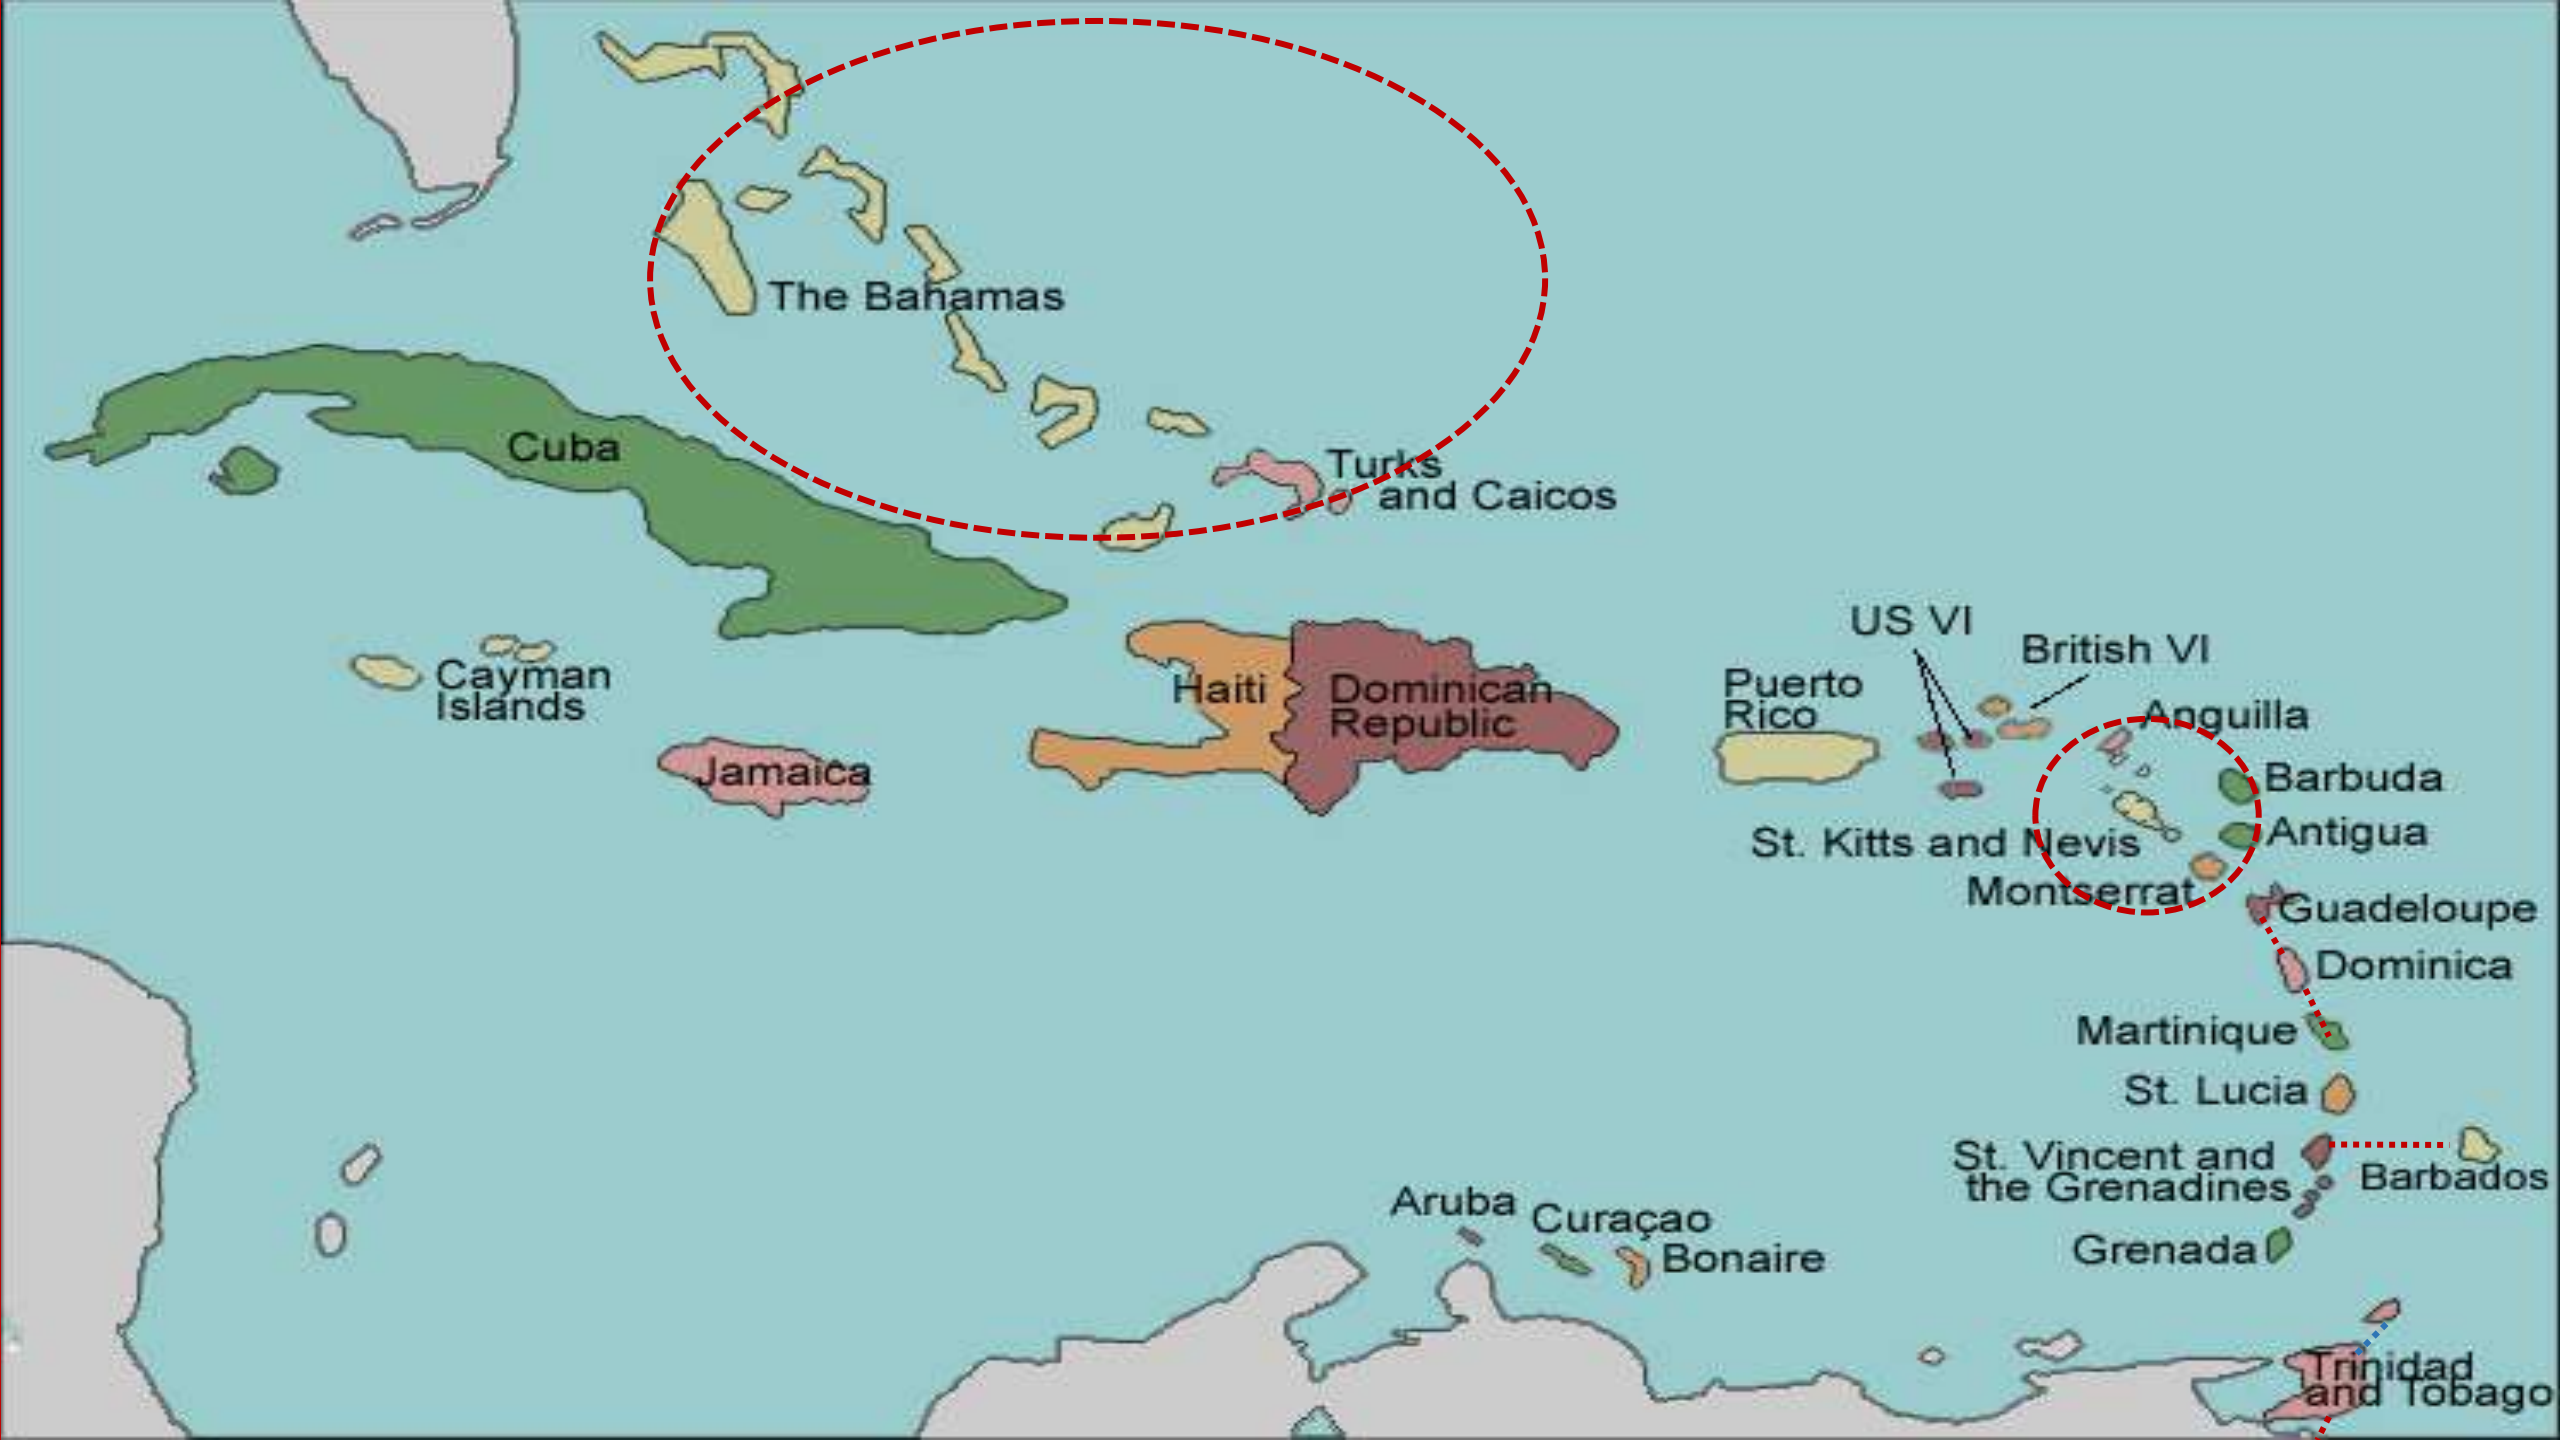 The Bahamas
Cuba
Turks
and Caicos
US VI
British VI
Cayman
Islands
Haiti
Dominican
Republic
Puerto
Rico
Anguilla
Jamaica
Barbuda
St. Kitts and Nevis
Antigua
Montserrat
Guadeloupe
Dominica
Martinique
St. Lucia
St. Vincent and
the Grenadines
Barbados
Aruba
Curaçao
Bonaire
Grenada
Trinidad
and Tobago